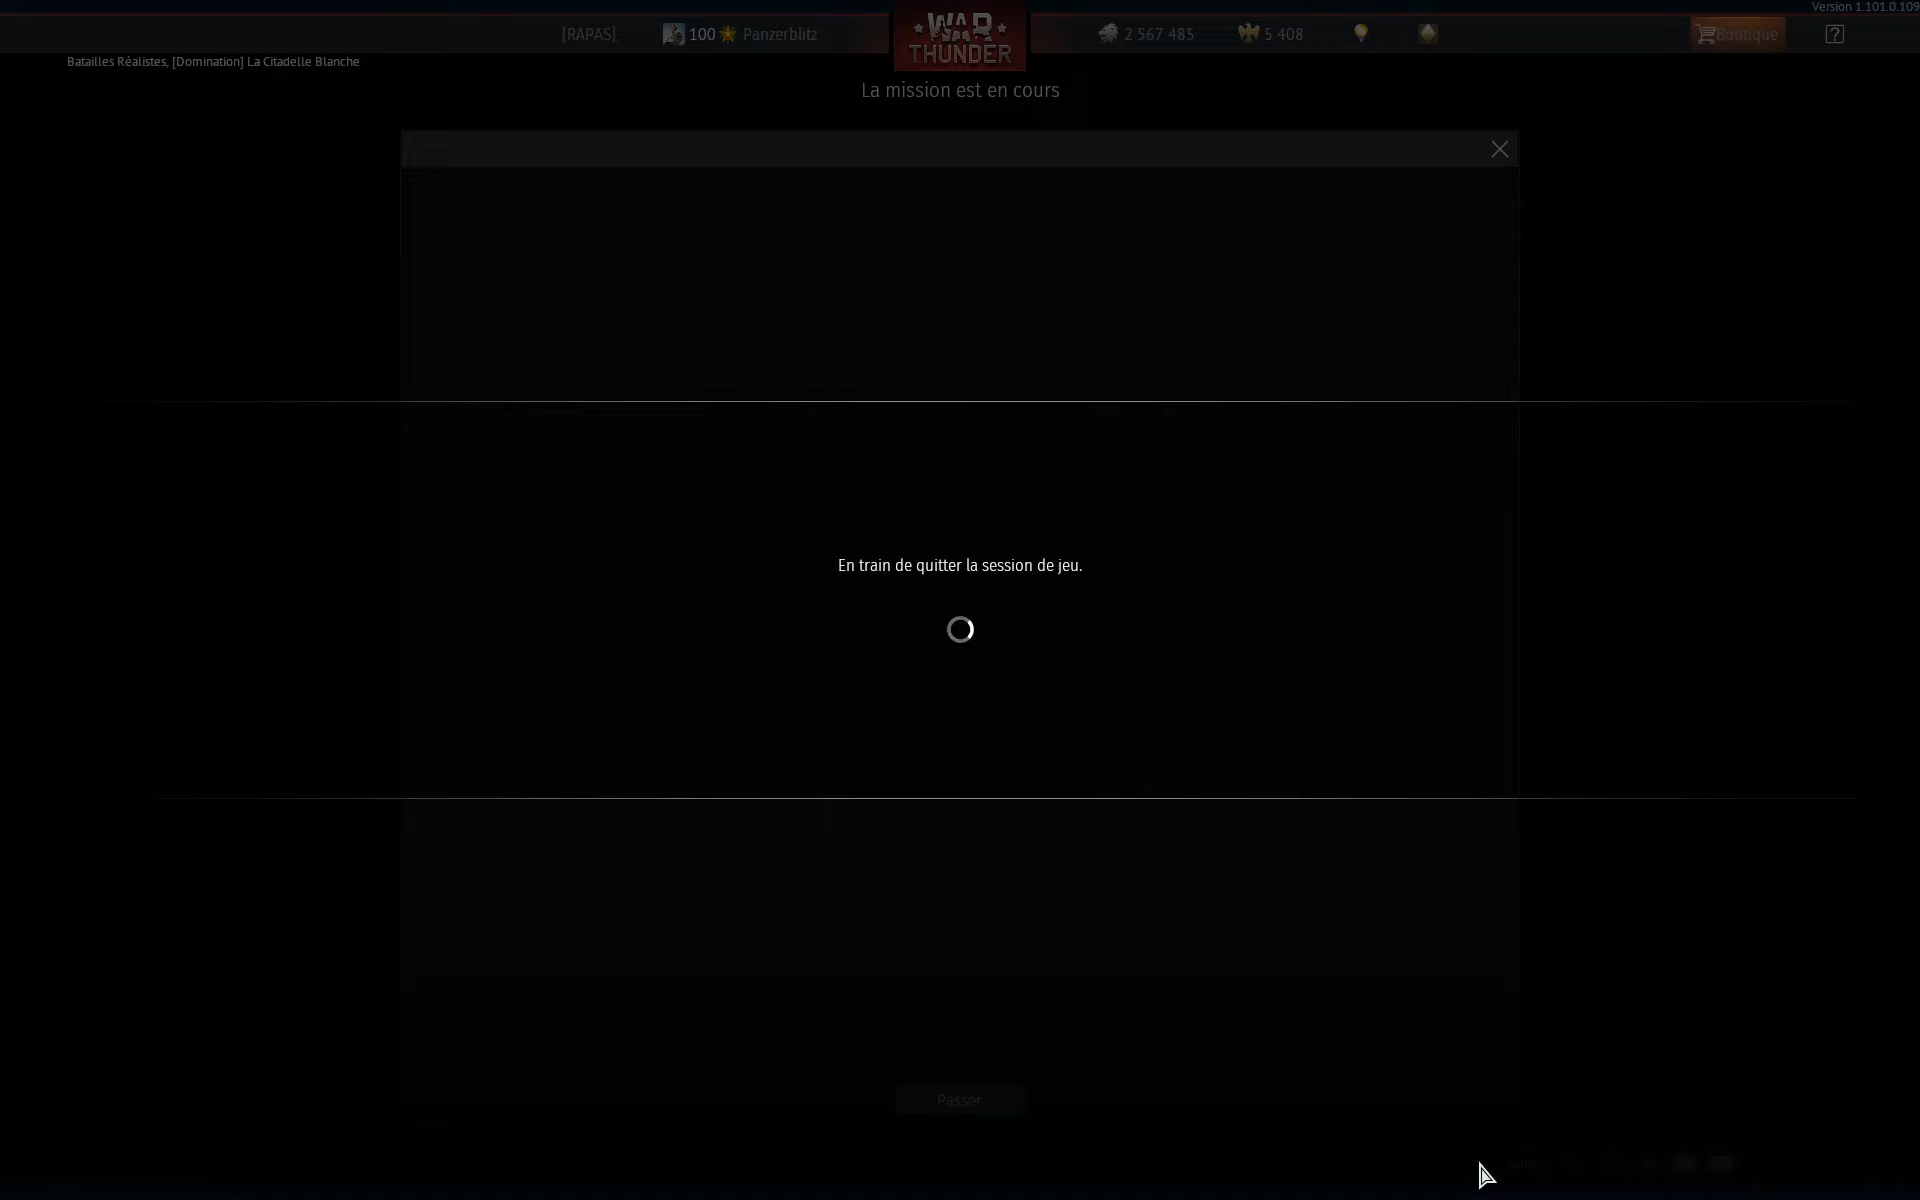 Version 1.101.0.109
[RAPAS] 100 Panzerblitz
WAR THUNDER
2 567 485
5 408
Boutique
?
Batailles Réalistes, [Domination] La Citadelle Blanche
La mission est en cours
En train de quitter la session de jeu.
Passer